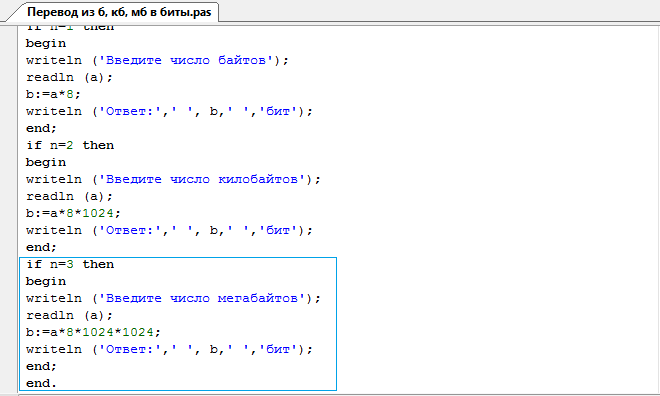 Перевод из б, кб, мб в биты.pas
if n=1 then
begin
writeln ('Введите число байтов');
readln (a);
b:=a*8;
writeln ('Ответ:',' ', b,' ','бит');
end;
if n=2 then
begin
writeln ('Введите число килобайтов');
readln (a);
b:=a*8*1024;
writeln ('Ответ:',' ', b,' ','бит');
end;
if n=3 then
begin
writeln ('Введите число мегабайтов');
readln (a);
b:=a*8*1024*1024;
writeln ('Ответ:',' ', b,' ','бит');
end;
end.